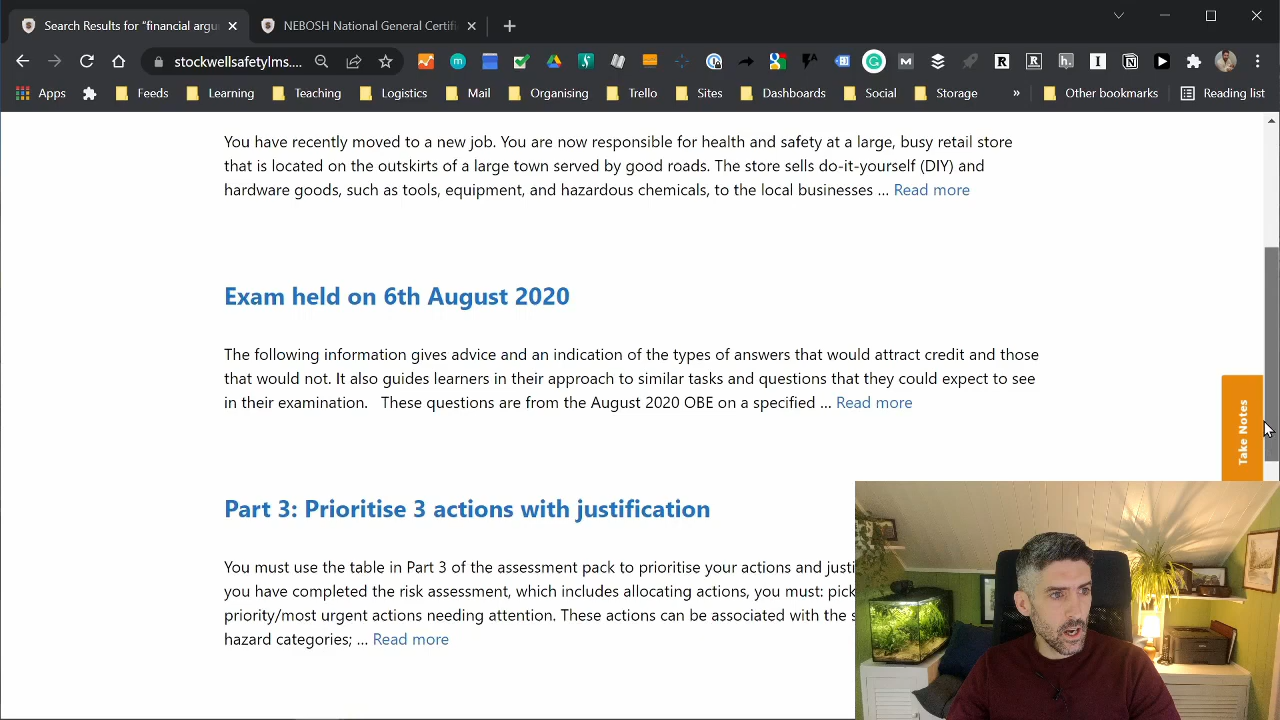 Search Results for "financial argu
NEBOSH National General Certifi
stockwellsafetylms....
Apps
Feeds
Learning
Teaching
Logistics
Mail
Organising
Trello
Sites
Dashboards
Social
Storage
»
Other bookmarks
Reading list
You have recently moved to a new job. You are now responsible for health and safety at a large, busy retail store
that is located on the outskirts of a large town served by good roads. The store sells do-it-yourself (DIY) and
hardware goods, such as tools, equipment, and hazardous chemicals, to the local businesses ... Read more
Exam held on 6th August 2020
The following information gives advice and an indication of the types of answers that would attract credit and those
that would not. It also guides learners in their approach to similar tasks and questions that they could expect to see
in their examination. These questions are from the August 2020 OBE on a specified ... Read more
Take Notes
Part 3: Prioritise 3 actions with justification
You must use the table in Part 3 of the assessment pack to prioritise your actions and justi
you have completed the risk assessment, which includes allocating actions, you must: pick
priority/most urgent actions needing attention. These actions can be associated with the s
hazard categories; ... Read more